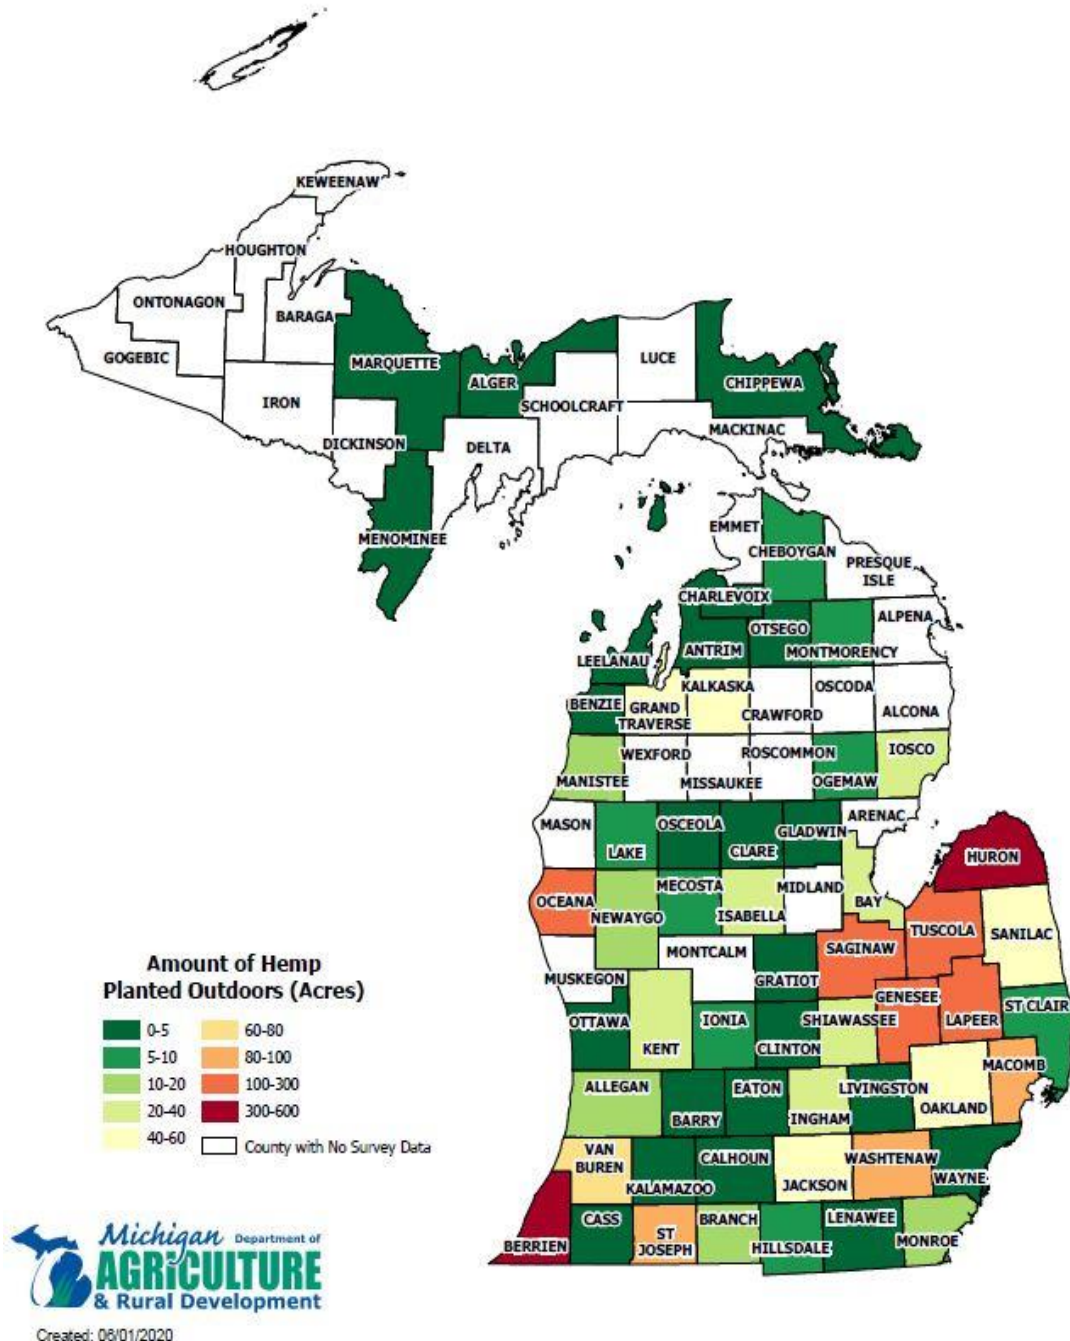 KEWEENAW
HOUGHTON
ONTONAGON
BARAGA
GOGEBIC
MARQUETTE
LUCE
ALGER
CHIPPEWA
IRON
SCHOOLCRAFT
MACKINAC
DICKINSON
DELTA
MENOMINEE
EMMET
CHEBOYGAN
PRESQUE
ISLE
CHARLEVOIX
ALPENA
OTSEGO
ANTRIM
MONTMORENCY
LEELANAU
KALKASKA
OSCODA
BENZIE
GRAND
TRAVERSE
CRAWFORD
ALCONA
WEXFORD
ROSCOMMON
IOSCO
MANISTEE
MISSAUKEE
OGEMAW
MASON
OSCEOLA
GLADWIN
ARENAC
LAKE
CLARE
HURON
OCEANA
MECOSTA
MIDLAND
NEWAYGO
ISABELLA
BAY
TUSCOLA
SANILAC
MONTCALM
SAGINAW
MUSKEGON
GRATIOT
GENESEE
ST CLAIR
OTTAWA
IONIA
SHIAWASSEE
LAPEER
KENT
CLINTON
MACOMB
ALLEGAN
EATON
LIVINGSTON
BARRY
INGHAM
OAKLAND
VAN
BUREN
CALHOUN
WASHTENAW
KALAMAZOO
JACKSON
WAYNE
CASS
ST
JOSEPH
BRANCH
LENAWEE
BERRIEN
HILLSDALE
MONROE
Amount of Hemp
Planted Outdoors (Acres)
0-5
5-10
10-20
20-40
40-60
60-80
80-100
100-300
300-600
County with No Survey Data
Michigan Department of
AGRICULTURE
& Rural Development
Created: 06/01/2020